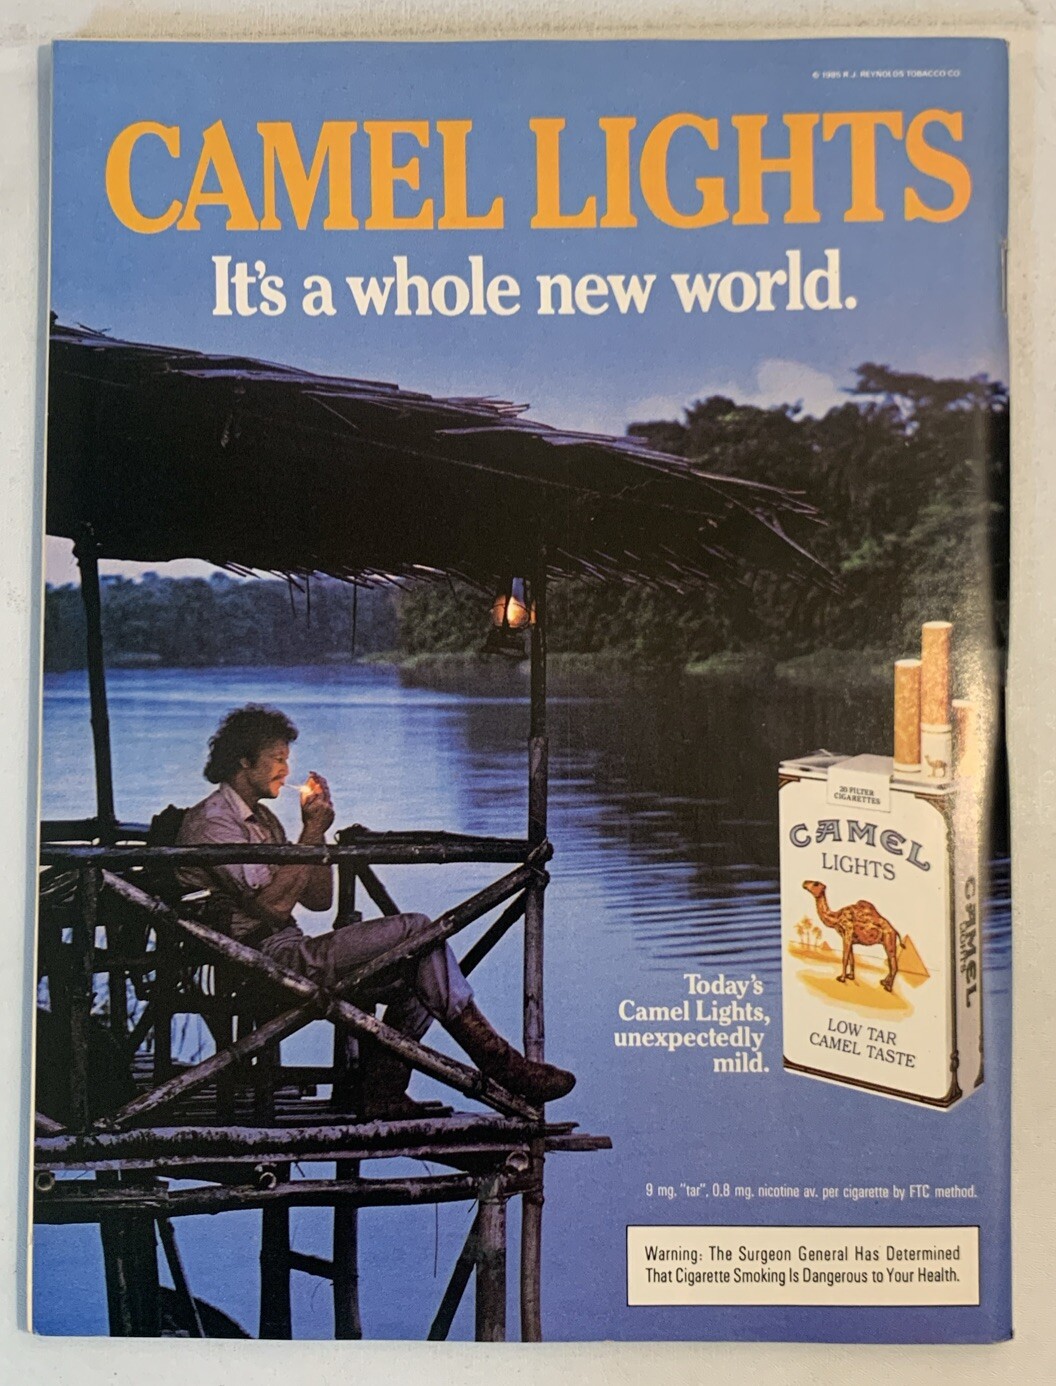 © 1985 R.J. REYNOLDS TOBACCO CO.
CAMEL LIGHTS
It's a whole new world.
20 FILTER
CIGARETTES
CAMEL
LIGHTS
CAMEL
LIGHTS
LOW TAR
CAMEL TASTE
Today's
Camel Lights,
unexpectedly
mild.
9 mg. "tar", 0.8 mg. nicotine av. per cigarette by FTC method.
Warning: The Surgeon General Has Determined
That Cigarette Smoking Is Dangerous to Your Health.